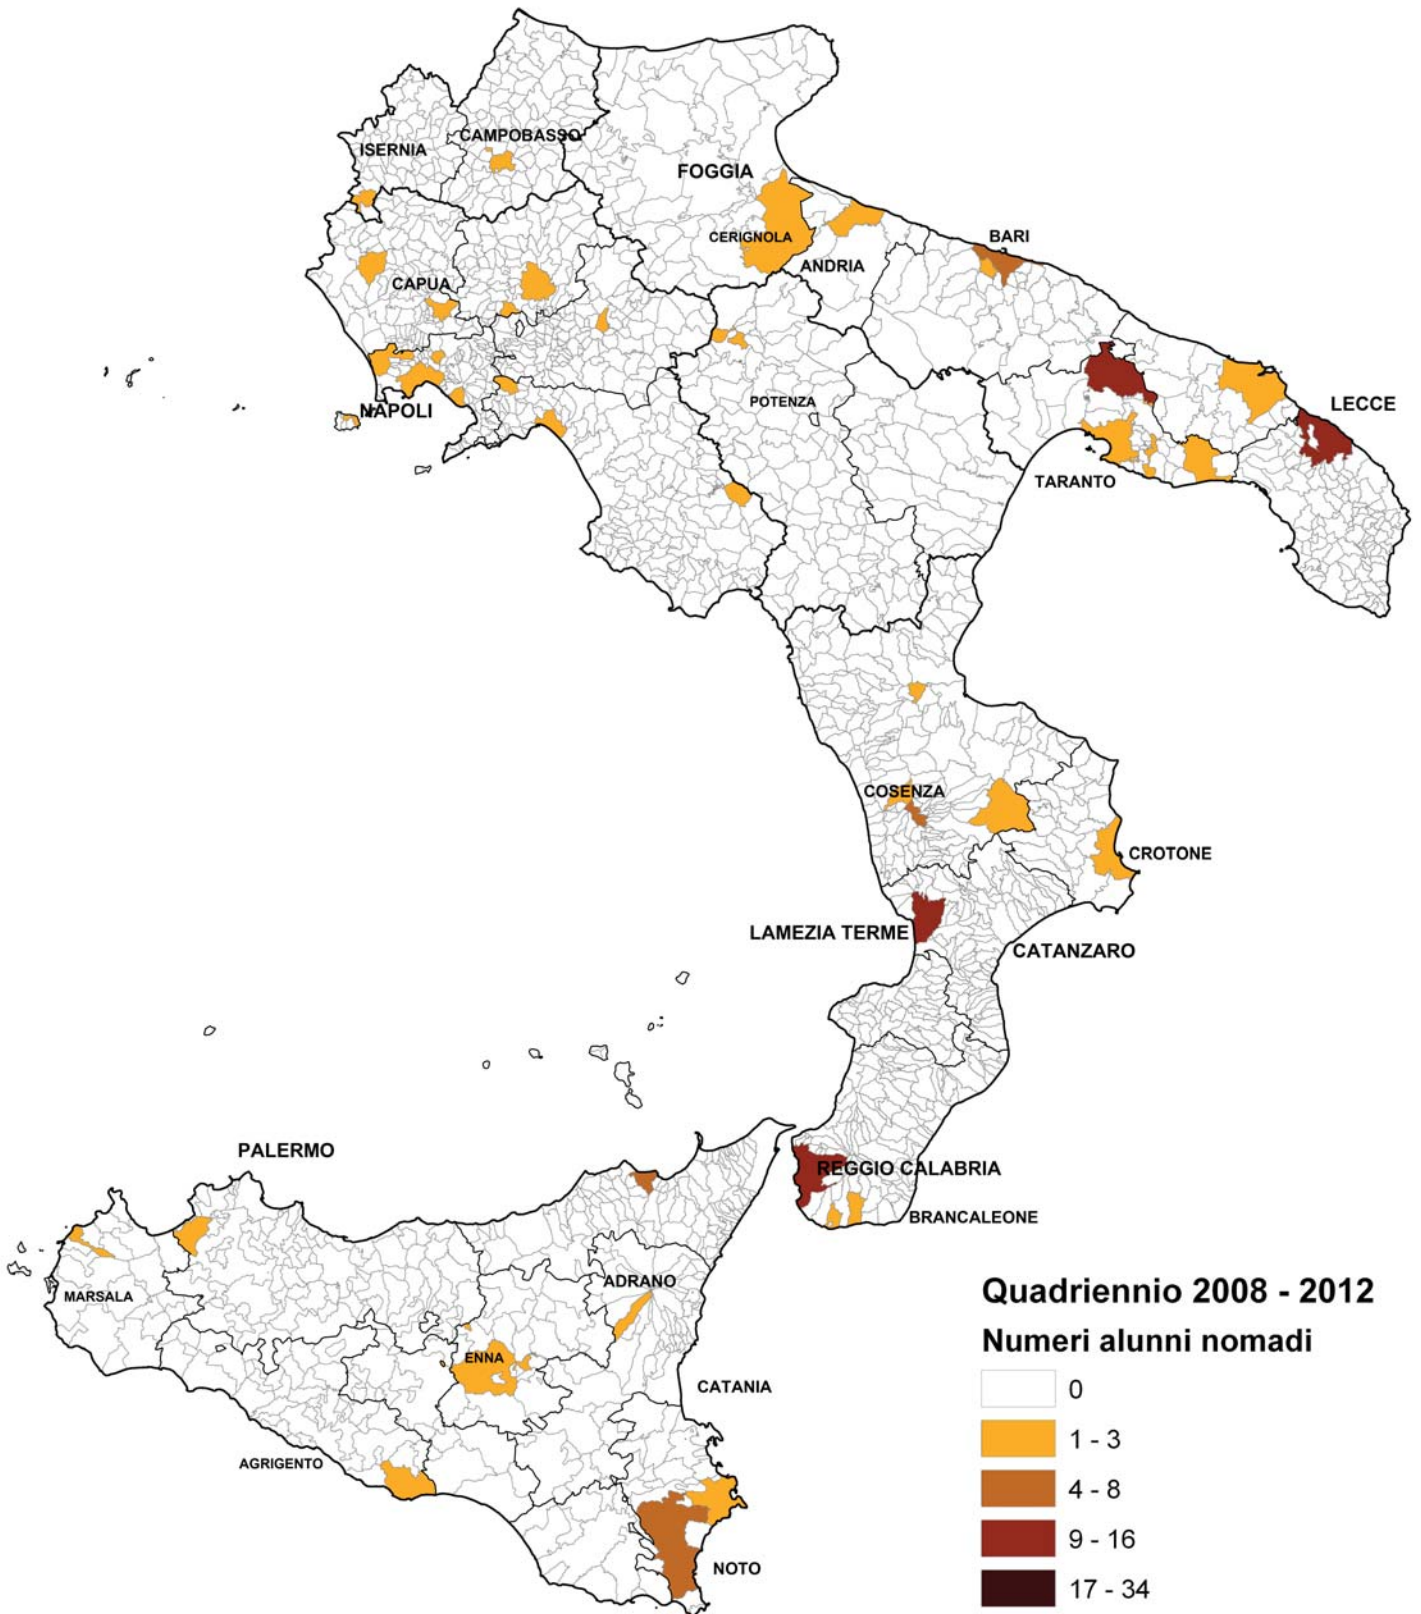 CAMPOBASSO
ISERNIA
FOGGIA
CERIGNOLA
BARI
ANDRIA
CAPUA
POTENZA
NAPOLI
LECCE
TARANTO
COSENZA
CROTONE
LAMEZIA TERME
CATANZARO
PALERMO
REGGIO CALABRIA
BRANCALEONE
ADRANO
MARSALA
ENNA
CATANIA
AGRIGENTO
NOTO
Quadriennio 2008 - 2012
Numeri alunni nomadi
0
1 - 3
4 - 8
9 - 16
17 - 34